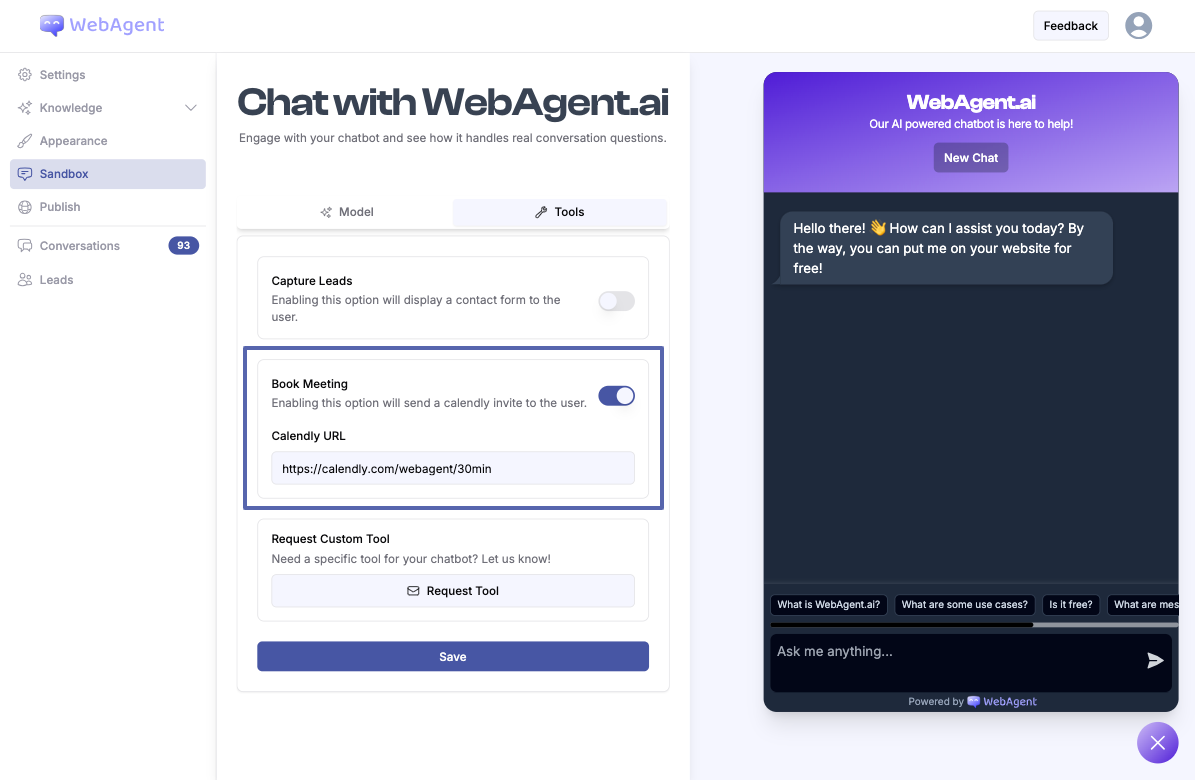 WebAgent
Feedback
Settings
Knowledge
Appearance
Sandbox
Publish
Conversations 93
Leads
Chat with WebAgent.ai
Engage with your chatbot and see how it handles real conversation questions.
Model
Tools
Capture Leads
Enabling this option will display a contact form to the
user.
Book Meeting
Enabling this option will send a calendly invite to the user.
Calendly URL
https://calendly.com/webagent/30min
Request Custom Tool
Need a specific tool for your chatbot? Let us know!
Request Tool
Save
WebAgent.ai
Our AI powered chatbot is here to help!
New Chat
Hello there! 👋 How can I assist you today? By
the way, you can put me on your website for
free!
What is WebAgent.ai? What are some use cases? Is it free? What are mes
Ask me anything...
Powered by WebAgent